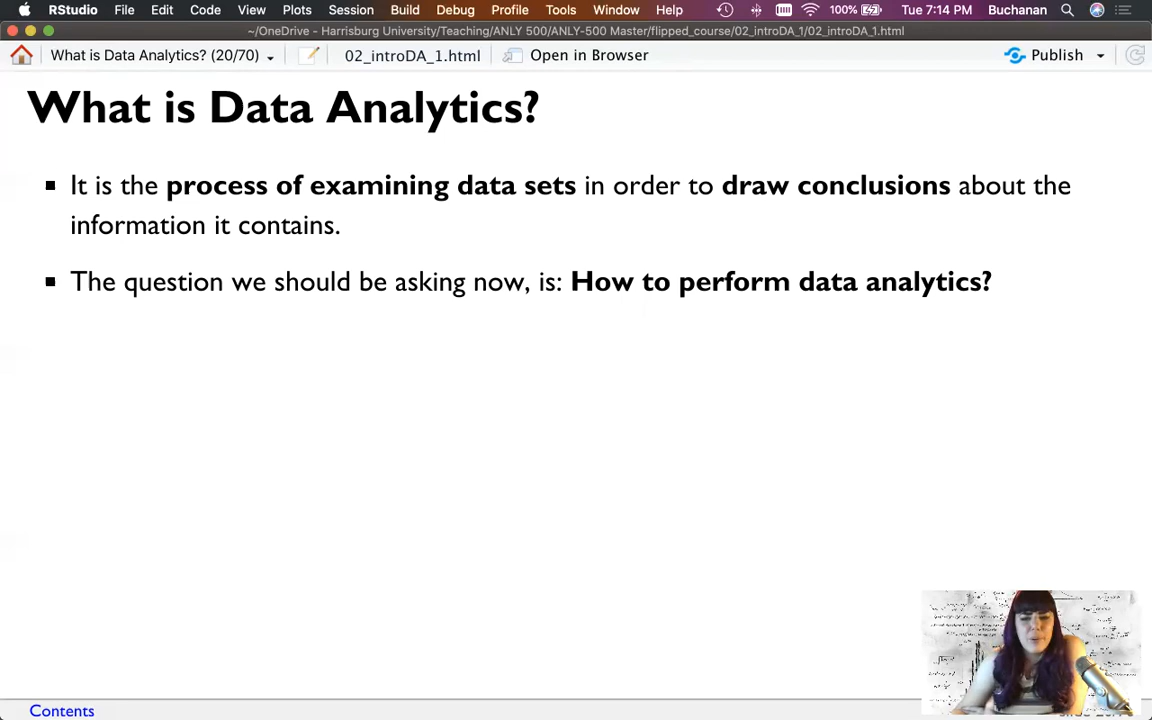 RStudio File Edit Code View Plots Session Build Debug Profile Tools Window Help 100% Tue 7:14 PM Buchanan
~/OneDrive - Harrisburg University/Teaching/ANLY 500/ANLY-500 Master/flipped_course/02_introDA_1/02_introDA_1.html
What is Data Analytics? (20/70) 02_introDA_1.html Open in Browser Publish
What is Data Analytics?
It is the process of examining data sets in order to draw conclusions about the
information it contains.
The question we should be asking now, is: How to perform data analytics?
Contents